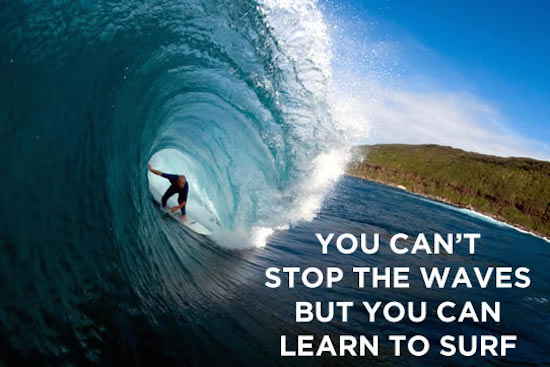 YOU CAN'T
STOP THE WAVES
BUT YOU CAN
LEARN TO SURF